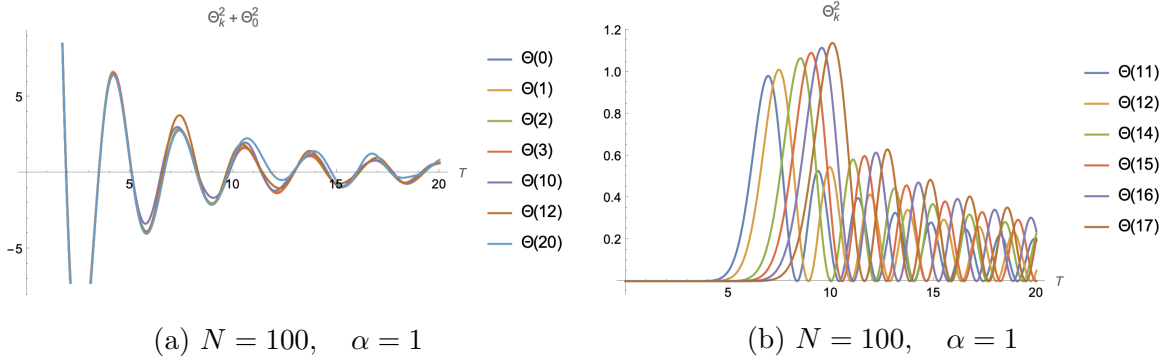 Θ_k^2 + Θ_0^2
5
-5
5
10
15
20
T
Θ(0)
Θ(1)
Θ(2)
Θ(3)
Θ(10)
Θ(12)
Θ(20)
(a) N = 100, α = 1
Θ_k^2
1.2
1.0
0.8
0.6
0.4
0.2
5
10
15
20
T
Θ(11)
Θ(12)
Θ(14)
Θ(15)
Θ(16)
Θ(17)
(b) N = 100, α = 1